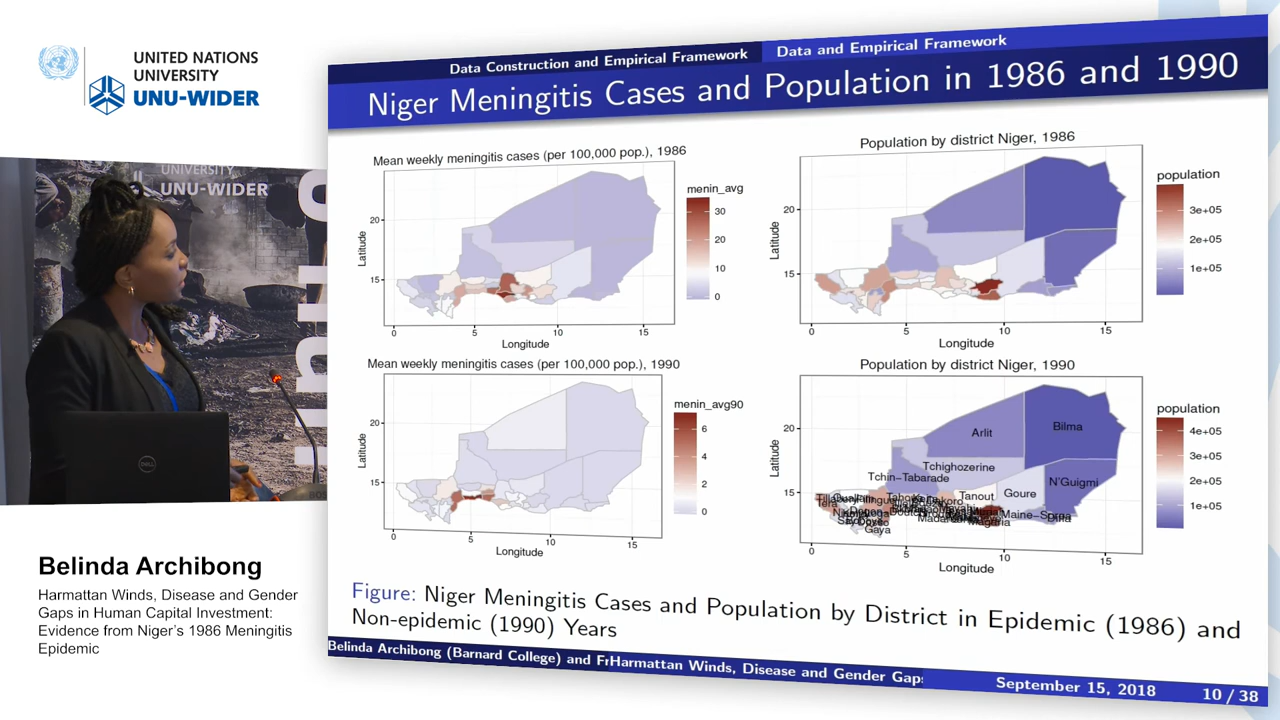 UNITED NATIONS
UNIVERSITY
UNU-WIDER
UNIVERSITY
UNU-WIDER
DELL
Belinda Archibong
Harmattan Winds, Disease and Gender
Gaps in Human Capital Investment:
Evidence from Niger's 1986 Meningitis
Epidemic
Data Construction and Empirical Framework
Data and Empirical Framework
Niger Meningitis Cases and Population in 1986 and 1990
Mean weekly meningitis cases (per 100,000 pop.), 1986
menin_avg
30
20
10
0
Latitude
20
15
0
5
10
15
Longitude
Population by district Niger, 1986
population
3e+05
2e+05
1e+05
Latitude
20
15
0
5
10
15
Longitude
Mean weekly meningitis cases (per 100,000 pop.), 1990
menin_avg90
6
4
2
0
Latitude
20
15
0
5
10
15
Longitude
Population by district Niger, 1990
population
4e+05
3e+05
2e+05
1e+05
Latitude
20
15
Arlit
Bilma
Tchighozerine
Tchin-Tabarade
N'Guigmi
Tanout
Goure
Maine-Soroa
Tera
Gaya
0
5
10
15
Longitude
Figure: Niger Meningitis Cases and Population by District in Epidemic (1986) and
Non-epidemic (1990) Years
Belinda Archibong (Barnard College) and Fr
Harmattan Winds, Disease and Gender Gaps
September 15, 2018
10 / 38